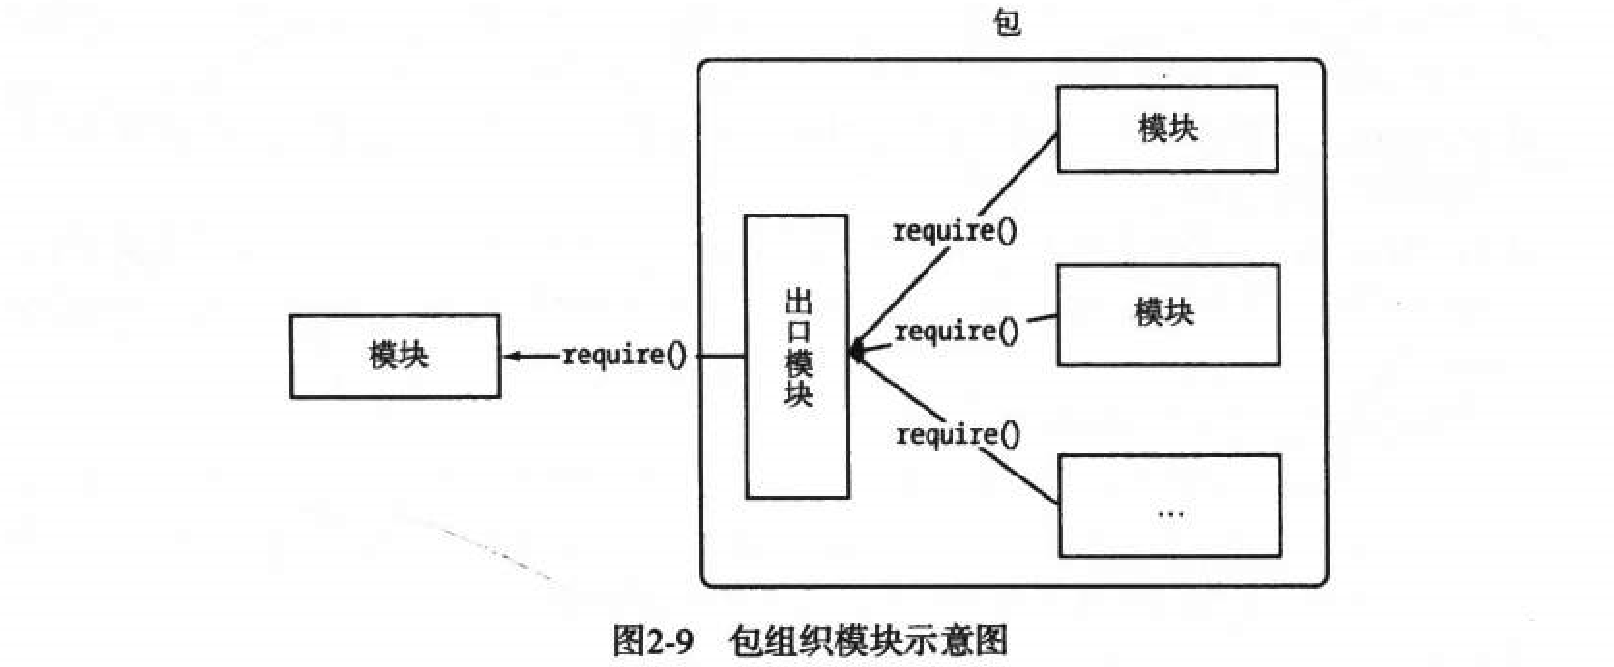 包
模块
require()
模块
require()
出口模块
require()
模块
require()
...
图2-9 包组织模块示意图